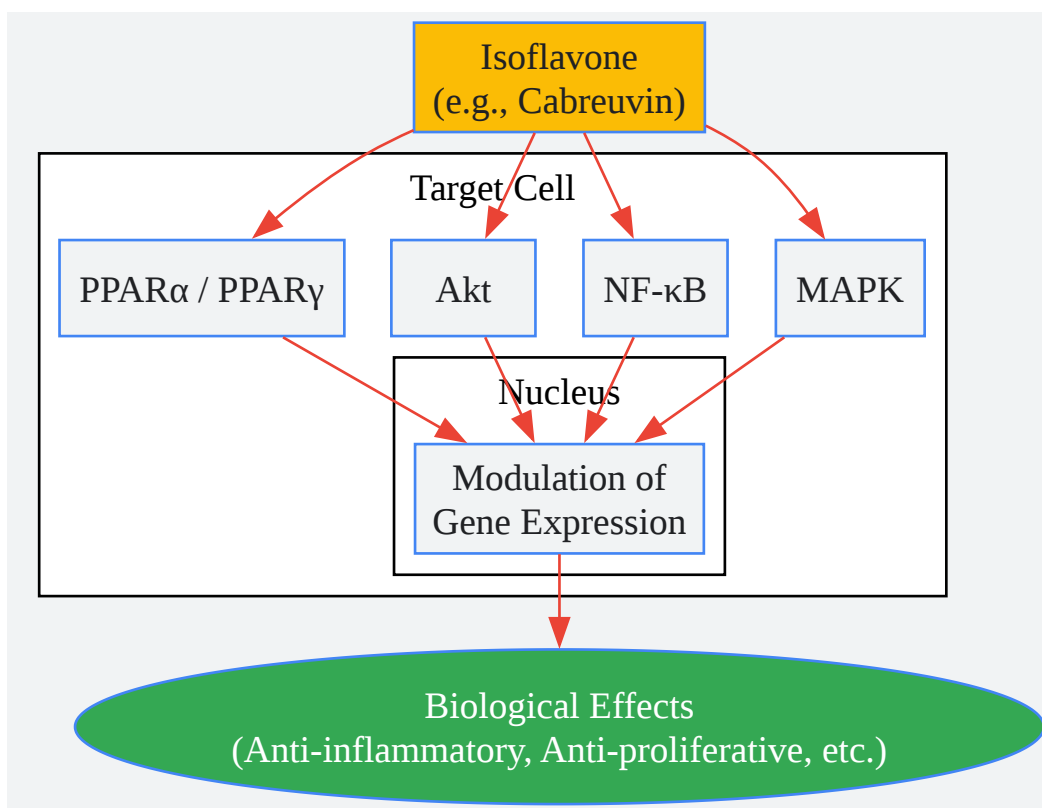 Isoflavone
(e.g., Cabreuvin)
Target Cell
PPARα / PPARγ
Akt
NF-κB
MAPK
Nucleus
Modulation of
Gene Expression
Biological Effects
(Anti-inflammatory, Anti-proliferative, etc.)